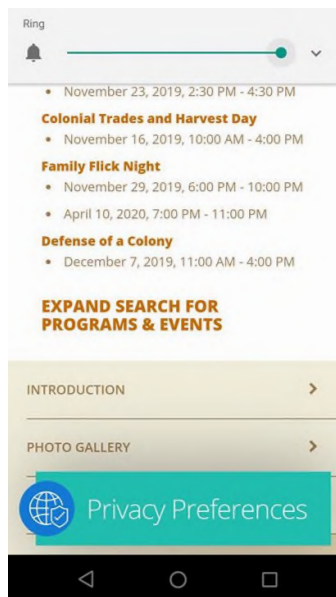 Ring
November 23, 2019, 2:30 PM - 4:30 PM
Colonial Trades and Harvest Day
November 16, 2019, 10:00 AM - 4:00 PM
Family Flick Night
November 29, 2019, 6:00 PM - 10:00 PM
April 10, 2020, 7:00 PM - 11:00 PM
Defense of a Colony
December 7, 2019, 11:00 AM - 4:00 PM
EXPAND SEARCH FOR
PROGRAMS & EVENTS
INTRODUCTION
PHOTO GALLERY
Privacy Preferences